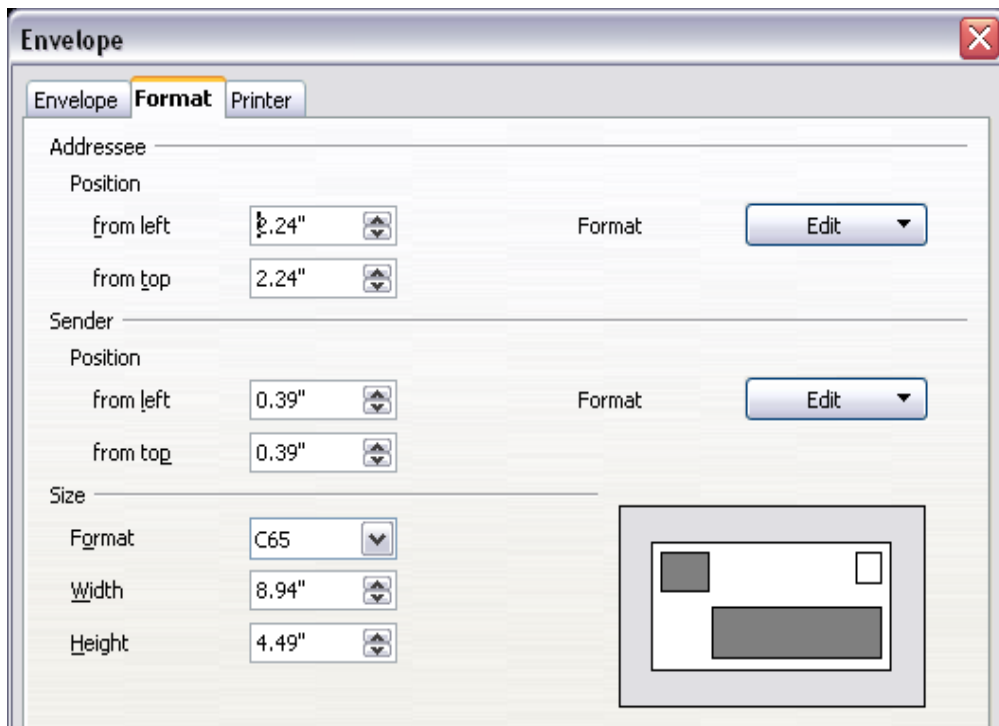 Envelope
Envelope Format Printer
Addressee
Position
from left 2.24" Format Edit
from top 2.24"
Sender
Position
from left 0.39" Format Edit
from top 0.39"
Size
Format C65
Width 8.94"
Height 4.49"